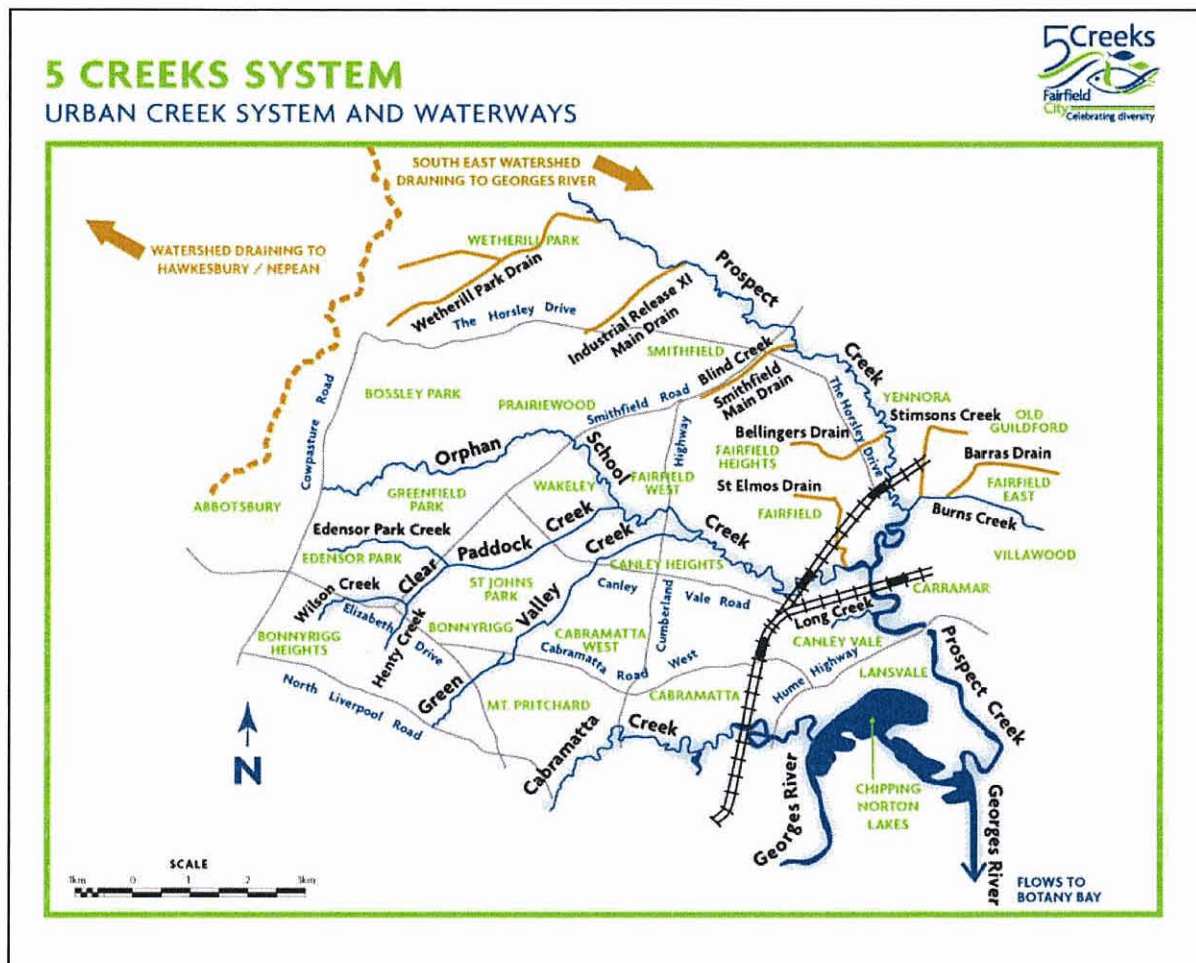 5 CREEKS SYSTEM
URBAN CREEK SYSTEM AND WATERWAYS
5Creeks
Fairfield
City
Celebrating diversity
SOUTH EAST WATERSHED
DRAINING TO GEORGES RIVER
WATERSHED DRAINING TO
HAWKESBURY / NEPEAN
WETHERILL PARK
Wetherill Park Drain
The Horsley Drive
Industrial Release XI
Main Drain
Prospect
Creek
SMITHFIELD
Blind Creek
Smithfield
Main Drain
The Horsley Drive
YENNORA
Stimsons Creek
OLD
GUILDFORD
Cowpasture Road
BOSSLEY PARK
PRAIRIEWOOD
Smithfield Road
Highway
Bellingers Drain
FAIRFIELD
HEIGHTS
Barras Drain
FAIRFIELD
EAST
Orphan
School
Creek
WAKELEY
FAIRFIELD
WEST
St Elmos Drain
FAIRFIELD
Burns Creek
VILLAWOOD
ABBOTSBURY
GREENFIELD
PARK
Edensor Park Creek
EDENSOR PARK
Clear
Paddock
Creek
ST JOHNS
PARK
CANLEY HEIGHTS
Canley
Vale Road
CARRAMAR
Long Creek
CANLEY VALE
Wilson Creek
Elizabeth
Drive
Henty Creek
BONNYRIGG
HEIGHTS
BONNYRIGG
Green
Valley
Creek
CABRAMATTA
WEST
Cumberland
Cabramatta Road West
Hume Highway
LANSVALE
Prospect Creek
North Liverpool Road
MT. PRITCHARD
CABRAMATTA
Cabramatta
Creek
N
Georges River
CHIPPING
NORTON
LAKES
Georges River
FLOWS TO
BOTANY BAY
SCALE
1km 0 1 2 3km